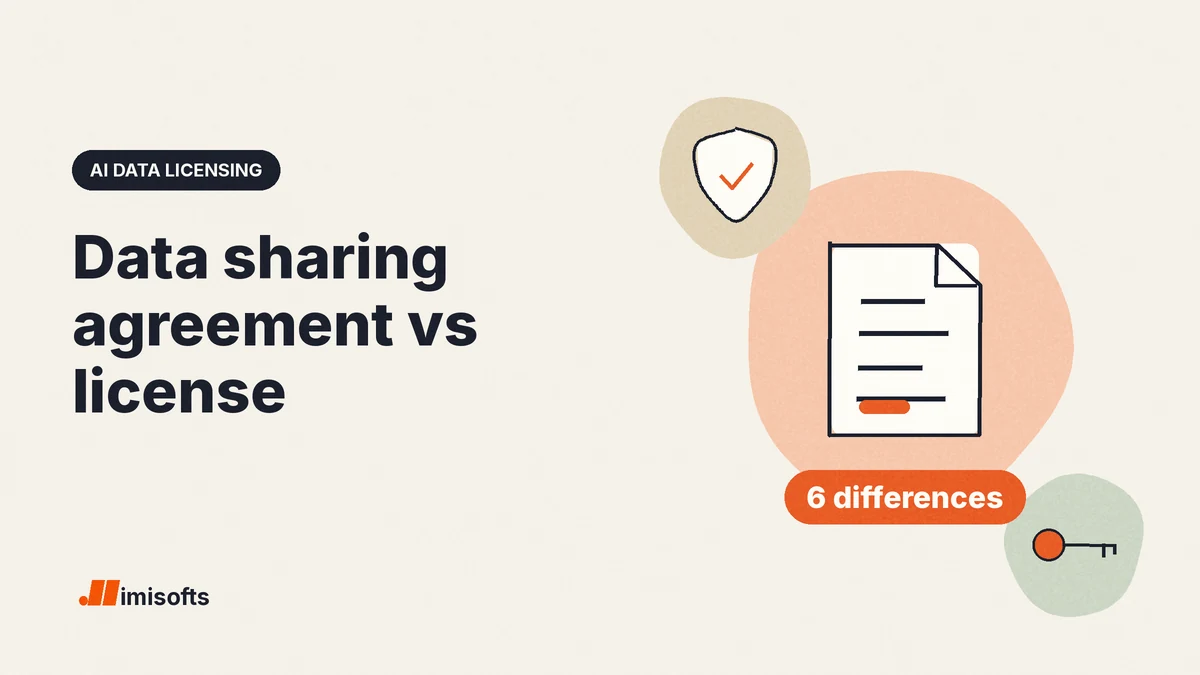 AI DATA LICENSING
Data sharing
agreement vs
license
6 differences
imisofts